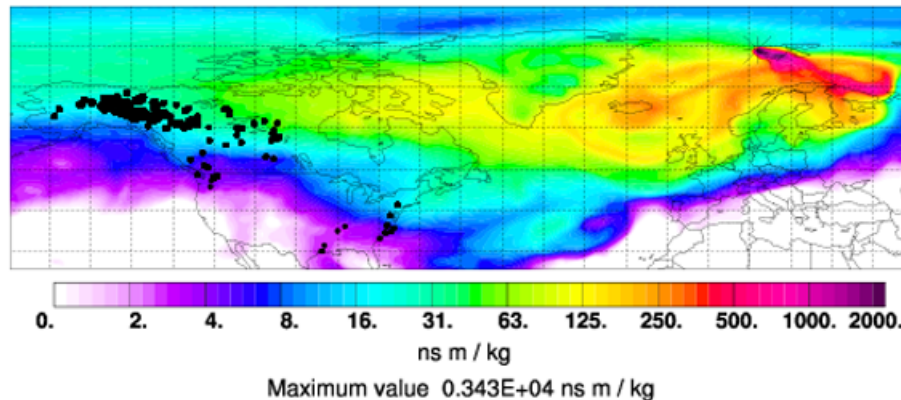 0. 2. 4. 8. 16. 31. 63. 125. 250. 500. 1000. 2000.
ns m / kg
Maximum value 0.343E+04 ns m / kg